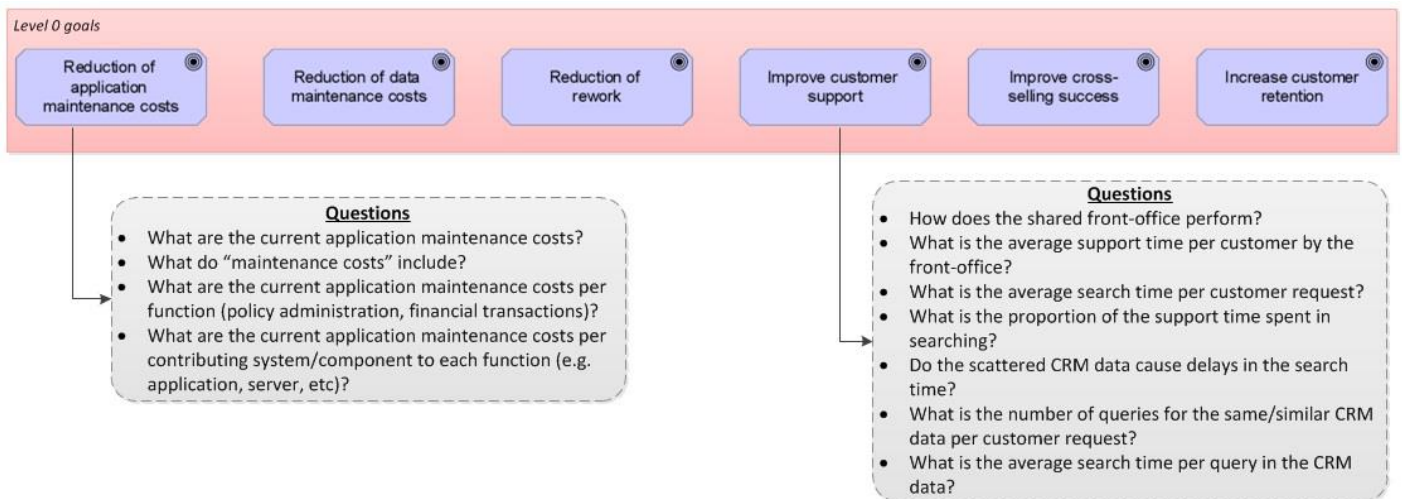 Level 0 goals
Reduction of
application
maintenance costs
Reduction of data
maintenance costs
Reduction of
rework
Improve customer
support
Improve cross-
selling success
Increase customer
retention
Questions
• What are the current application maintenance costs?
• What do “maintenance costs” include?
• What are the current application maintenance costs per
function (policy administration, financial transactions)?
• What are the current application maintenance costs per
contributing system/component to each function (e.g.
application, server, etc)?
Questions
• How does the shared front-office perform?
• What is the average support time per customer by the
front-office?
• What is the average search time per customer request?
• What is the proportion of the support time spent in
searching?
• Do the scattered CRM data cause delays in the search
time?
• What is the number of queries for the same/similar CRM
data per customer request?
• What is the average search time per query in the CRM
data?